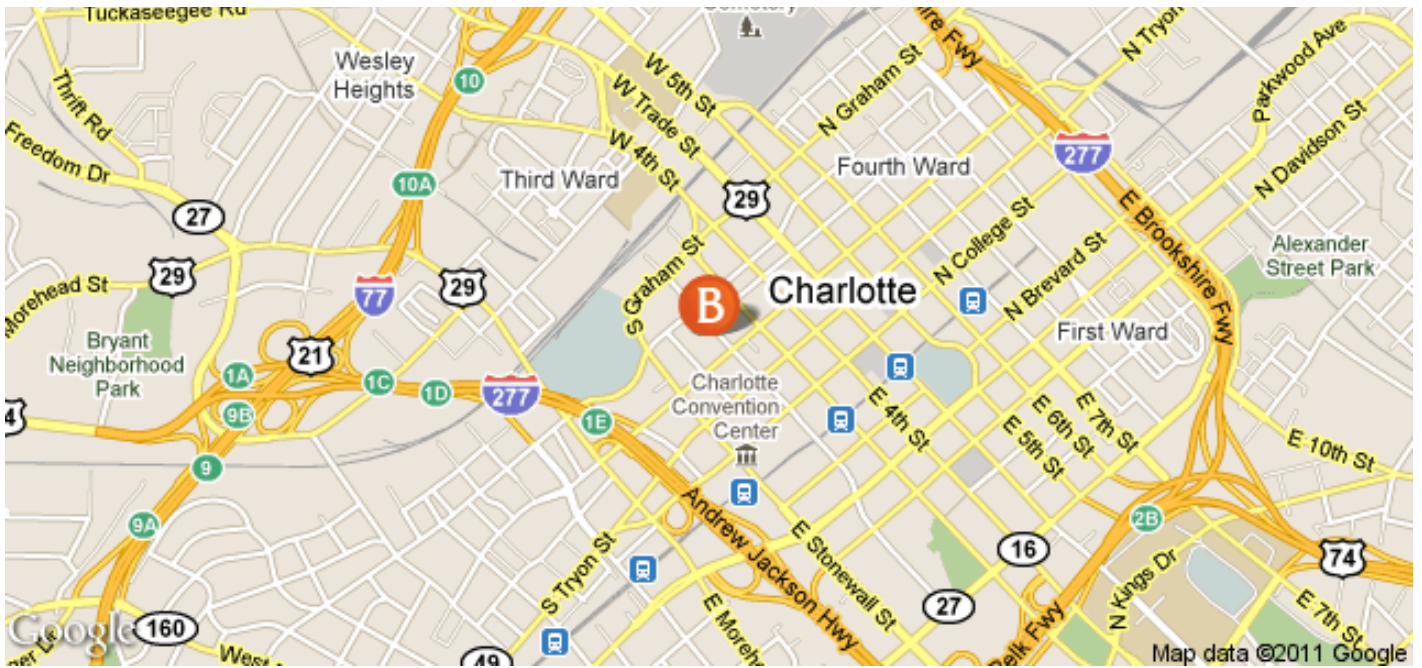 Tuckaseegee Rd
Cemetery
Wesley
Heights
10
W 5th St
W Trade St
W 4th St
N Graham St
Brookshire Fwy
N Tryon
Parkwood Ave
Thrift Rd
Freedom Dr
10A
Third Ward
Fourth Ward
277
N Davidson St
27
29
E Brookshire Fwy
N College St
N Brevard St
Alexander
Street Park
Morehead St
29
77
29
S Graham St
B
Charlotte
First Ward
Bryant
Neighborhood
Park
21
1A
1C
1D
277
9B
1E
4
Charlotte
Convention
Center
E 4th St
E 5th St
E 6th St
E 7th St
E 10th St
9
9A
Andrew Jackson Hwy
E Stonewall St
2B
16
74
S Tryon St
27
N Kings Dr
E 7th St
Belk Fwy
160
West
49
Google
Map data ©2011 Google